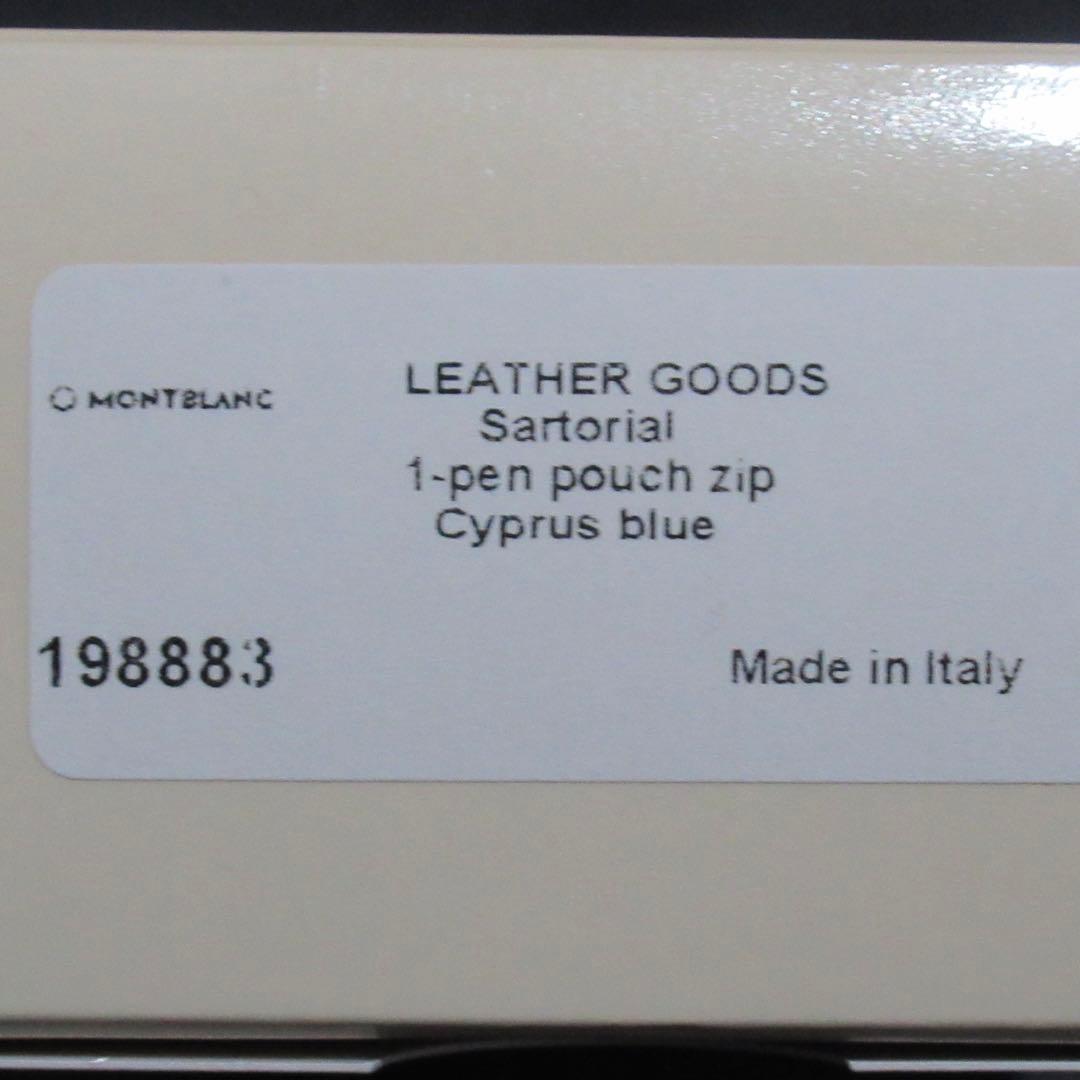 MONTBLANC
LEATHER GOODS
Sartorial
1-pen pouch zip
Cyprus blue
198883
Made in Italy